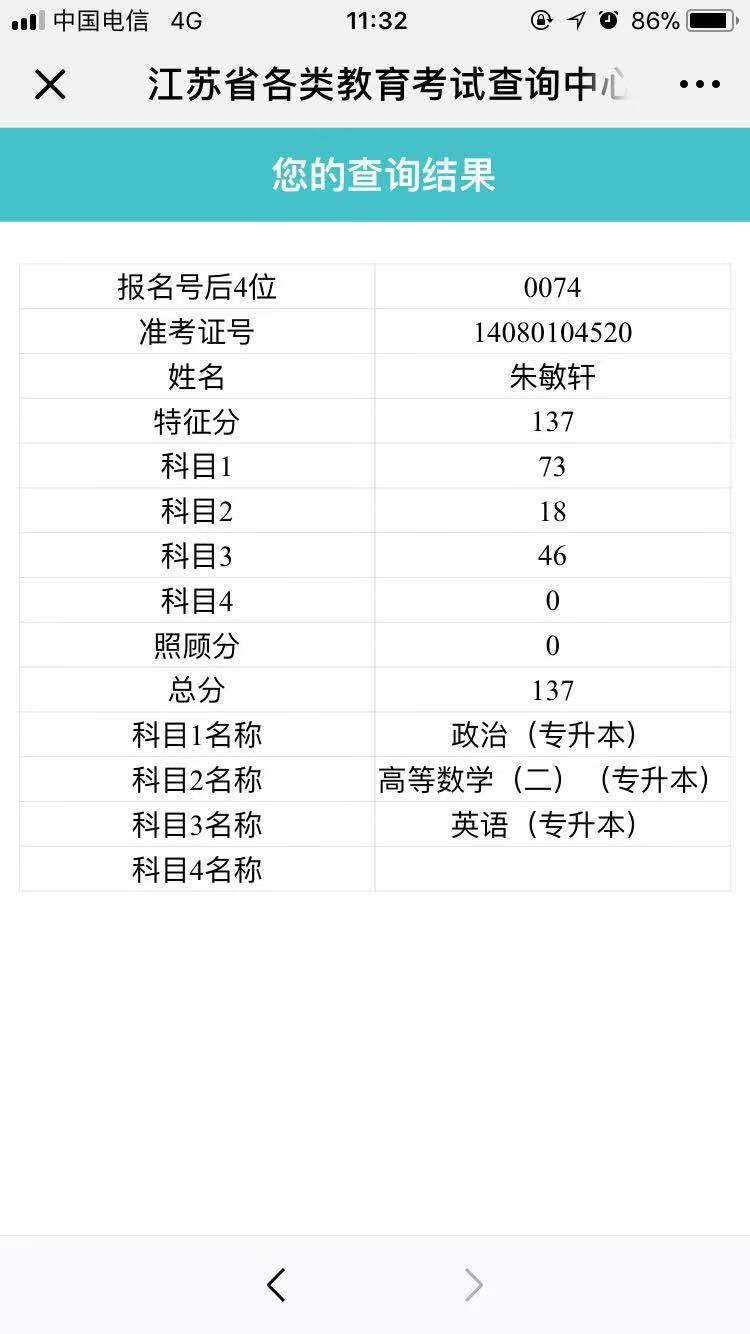 中国电信 4G 11:32 86%
江苏省各类教育考试查询中心
您的查询结果
报名号后4位 0074
准考证号 14080104520
姓名 朱敏轩
特征分 137
科目1 73
科目2 18
科目3 46
科目4 0
照顾分 0
总分 137
科目1名称 政治（专升本）
科目2名称 高等数学（二）（专升本）
科目3名称 英语（专升本）
科目4名称